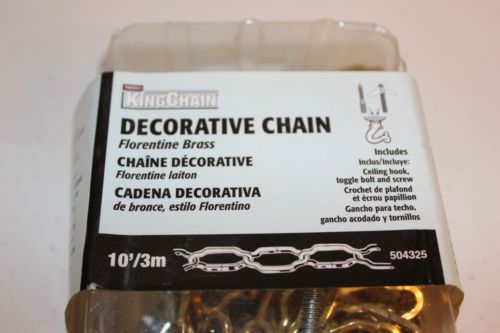 KINGCHAIN
DECORATIVE CHAIN
Florentine Brass
CHAÎNE DÉCORATIVE
Florentine laiton
CADENA DECORATIVA
de bronce, estilo Florentino
Includes
Inclus/Incluye:
Ceiling hook,
toggle bolt and screw
Crochet de plafond
et écrou papillion
Gancho para techo,
gancho acodado y tornillos
10'/3m
504325